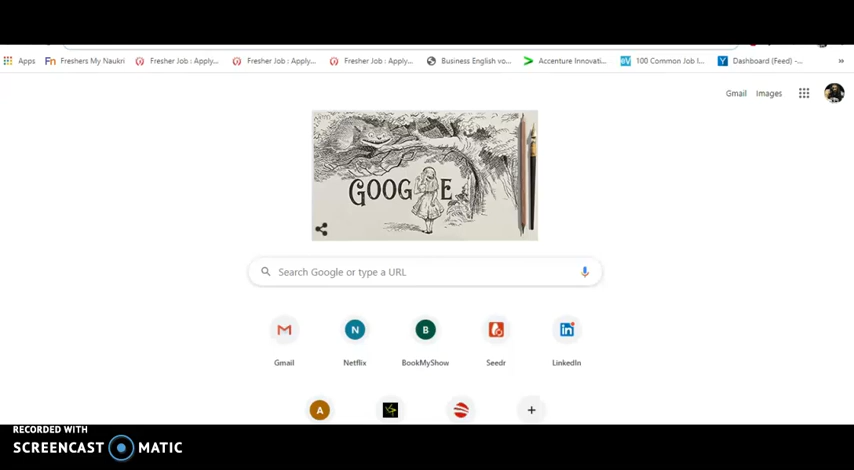 Apps Freshers My Naukri Fresher Job : Apply... Fresher Job : Apply... Fresher Job : Apply... Business English vo... Accenture Innovati... 100 Common Job I... Dashboard (Feed) -... »
Gmail Images
GOOG E
Search Google or type a URL
Gmail Netflix BookMyShow Seedr LinkedIn
RECORDED WITH
SCREENCAST MATIC